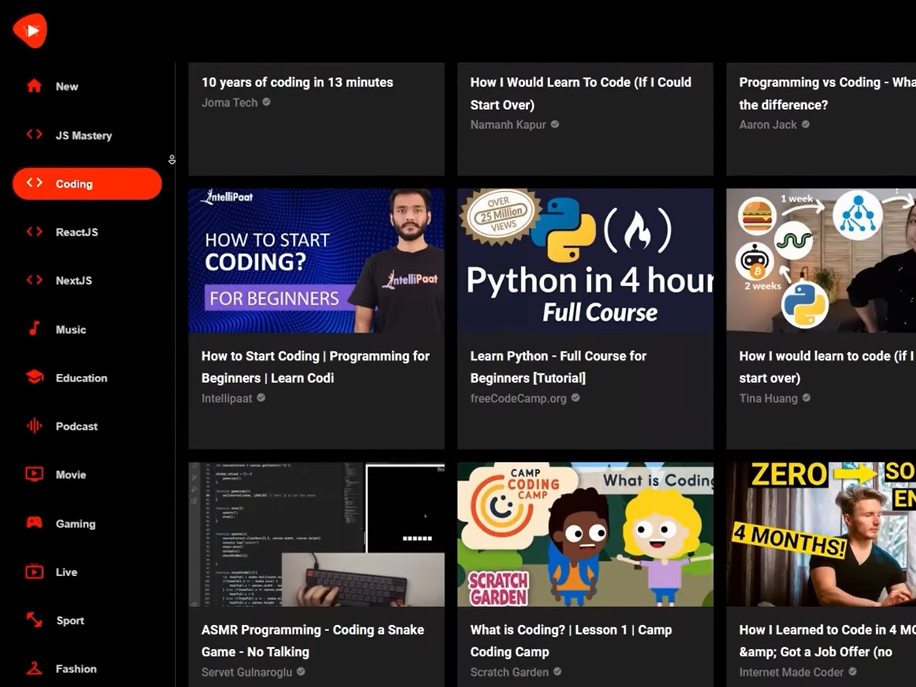 New
JS Mastery
Coding
ReactJS
NextJS
Music
Education
Podcast
Movie
Gaming
Live
Sport
Fashion
10 years of coding in 13 minutes
Joma Tech
How I Would Learn To Code (If I Could
Start Over)
Namanh Kapur
Programming vs Coding - Wha
the difference?
Aaron Jack
IntelliPaat
HOW TO START
CODING?
FOR BEGINNERS
IntelliPaat
How to Start Coding | Programming for
Beginners | Learn Codi
Intellipaat
OVER
25 Million
VIEWS
Python in 4 hour
Full Course
Learn Python - Full Course for
Beginners [Tutorial]
freeCodeCamp.org
1 week
2 weeks
How I would learn to code (if I
start over)
Tina Huang
ASMR Programming - Coding a Snake
Game - No Talking
Servet Gulnaroglu
CAMP
CODING
CAMP
What is Coding
SCRATCH
GARDEN
What is Coding? | Lesson 1 | Camp
Coding Camp
Scratch Garden
ZERO
SO
EN
4 MONTHS!
How I Learned to Code in 4 MO
&amp; Got a Job Offer (no
Internet Made Coder